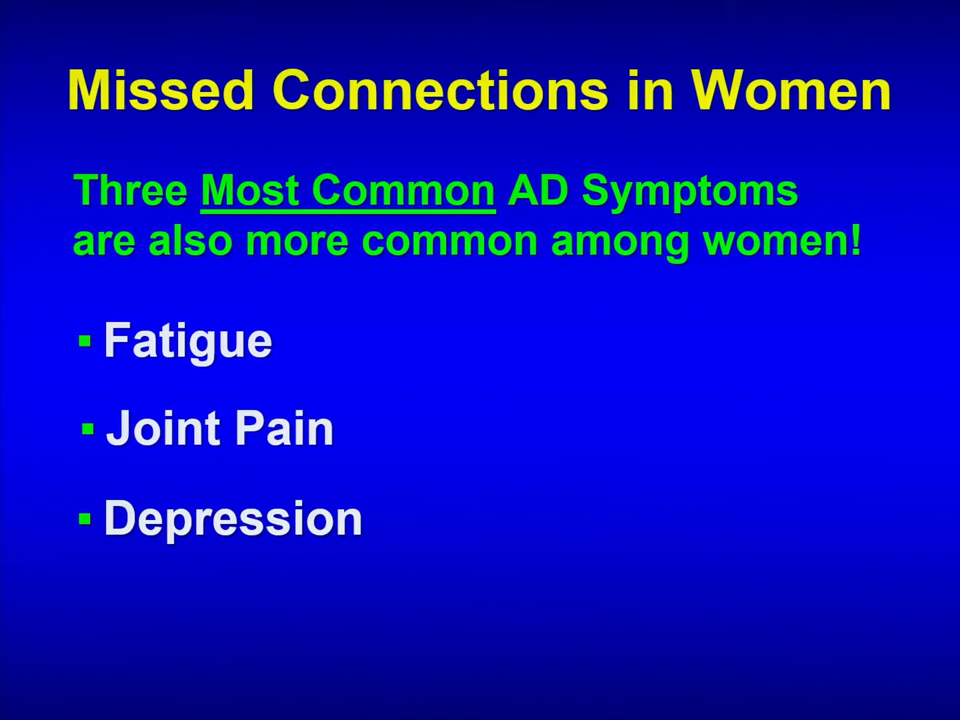 Missed Connections in Women
Three Most Common AD Symptoms
are also more common among women!
▪ Fatigue
▪ Joint Pain
▪ Depression